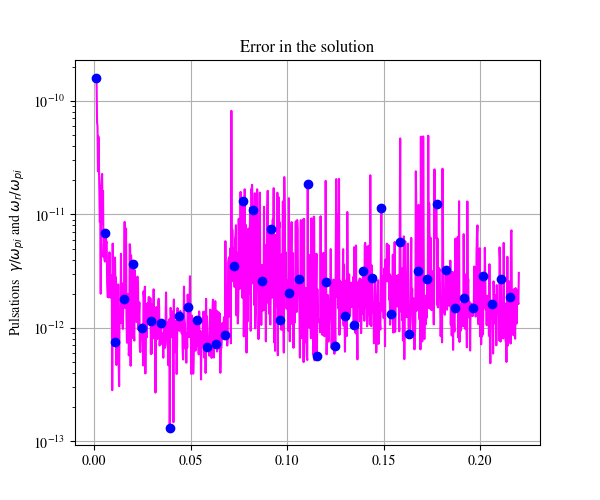 Error in the solution
Pulsations γ/ω_pi and ω_r/ω_pi
10⁻¹⁰
10⁻¹¹
10⁻¹²
10⁻¹³
0.00 0.05 0.10 0.15 0.20